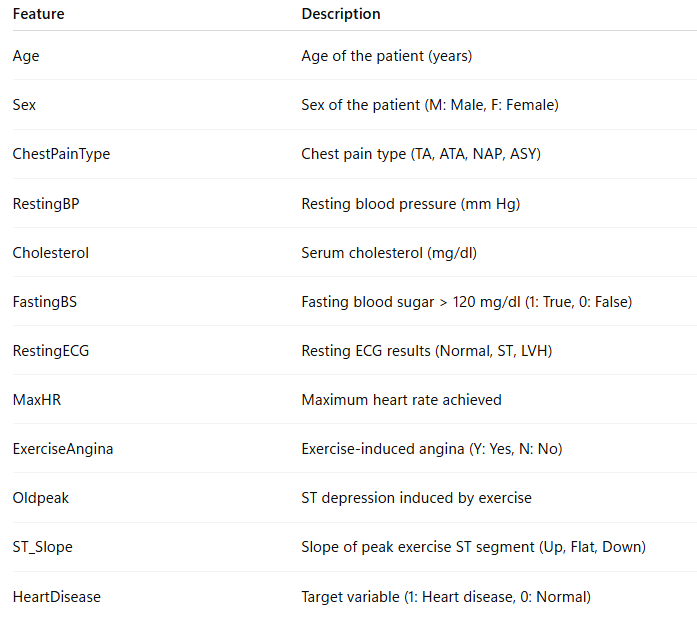 Feature Description
Age Age of the patient (years)
Sex Sex of the patient (M: Male, F: Female)
ChestPainType Chest pain type (TA, ATA, NAP, ASY)
RestingBP Resting blood pressure (mm Hg)
Cholesterol Serum cholesterol (mg/dl)
FastingBS Fasting blood sugar > 120 mg/dl (1: True, 0: False)
RestingECG Resting ECG results (Normal, ST, LVH)
MaxHR Maximum heart rate achieved
ExerciseAngina Exercise-induced angina (Y: Yes, N: No)
Oldpeak ST depression induced by exercise
ST_Slope Slope of peak exercise ST segment (Up, Flat, Down)
HeartDisease Target variable (1: Heart disease, 0: Normal)